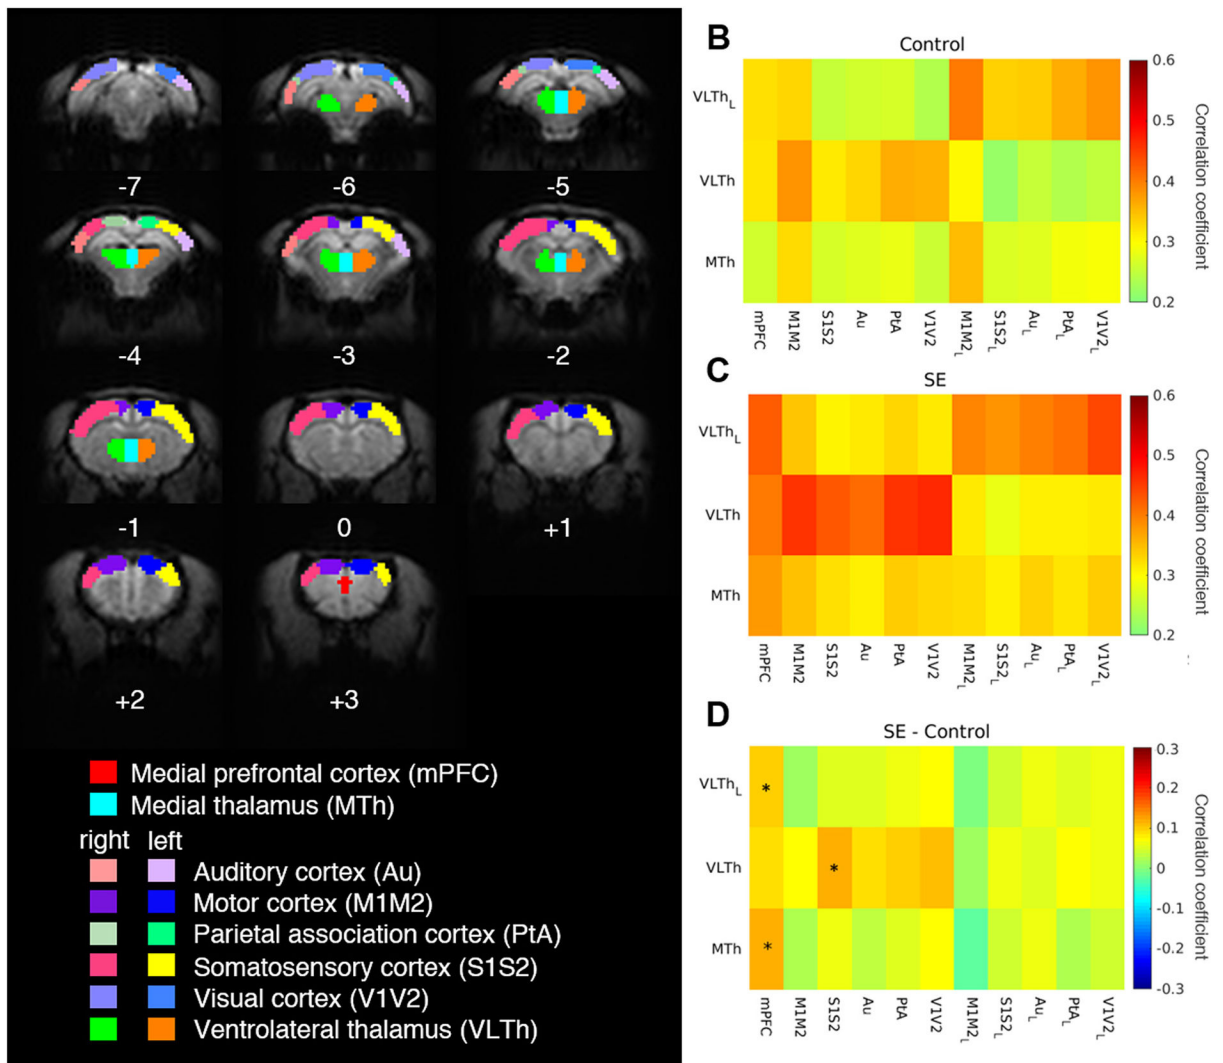 -7
-6
-5
-4
-3
-2
-1
0
+1
+2
+3
Medial prefrontal cortex (mPFC)
Medial thalamus (MTh)
right left
Auditory cortex (Au)
Motor cortex (M1M2)
Parietal association cortex (PtA)
Somatosensory cortex (S1S2)
Visual cortex (V1V2)
Ventrolateral thalamus (VLTh)
B
Control
VLThL
VLTh
MTh
mPFC M1M2 S1S2 Au PtA V1V2 M1M2L S1S2L AuL PtAL V1V2L
0.6
0.5
0.4
0.3
0.2
Correlation coefficient
C
SE
VLThL
VLTh
MTh
mPFC M1M2 S1S2 Au PtA V1V2 M1M2L S1S2L AuL PtAL V1V2L
0.6
0.5
0.4
0.3
0.2
Correlation coefficient
D
SE - Control
VLThL
*
VLTh
*
MTh
*
mPFC M1M2 S1S2 Au PtA V1V2 M1M2L S1S2L AuL PtAL V1V2L
0.3
0.2
0.1
0
-0.1
-0.2
-0.3
Correlation coefficient